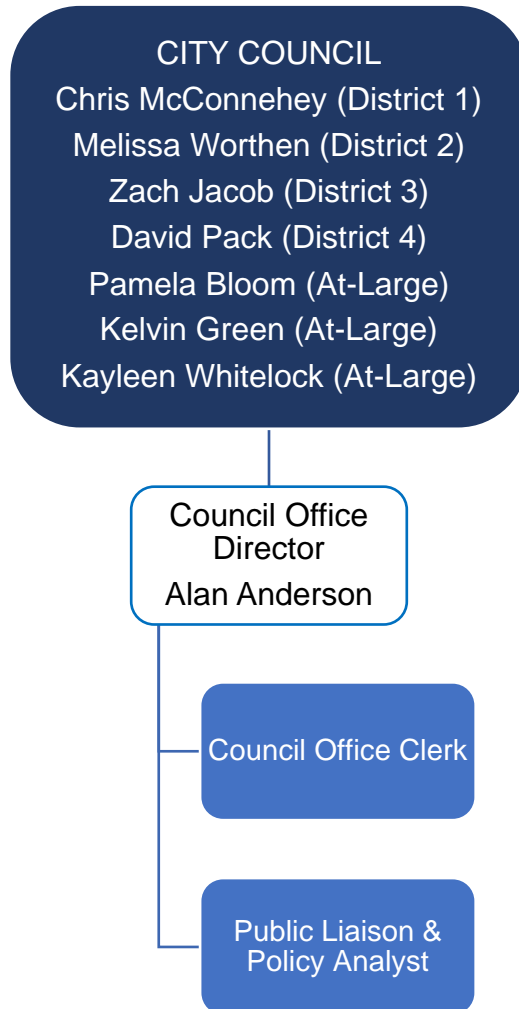 CITY COUNCIL
Chris McConnehey (District 1)
Melissa Worthen (District 2)
Zach Jacob (District 3)
David Pack (District 4)
Pamela Bloom (At-Large)
Kelvin Green (At-Large)
Kayleen Whitelock (At-Large)
Council Office
Director
Alan Anderson
Council Office Clerk
Public Liaison &
Policy Analyst